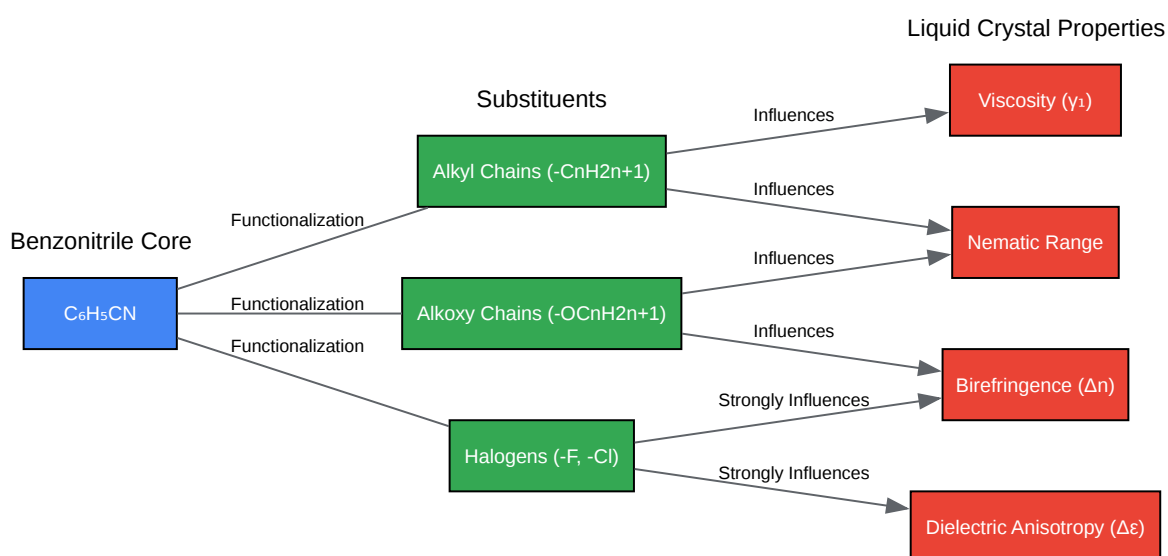 Liquid Crystal Properties
Substituents
Benzonitrile Core
C₆H₅CN
Functionalization
Functionalization
Functionalization
Alkyl Chains (-CnH2n+1)
Alkoxy Chains (-OCnH2n+1)
Halogens (-F, -Cl)
Influences
Influences
Influences
Influences
Strongly Influences
Strongly Influences
Viscosity (γ₁)
Nematic Range
Birefringence (Δn)
Dielectric Anisotropy (Δε)